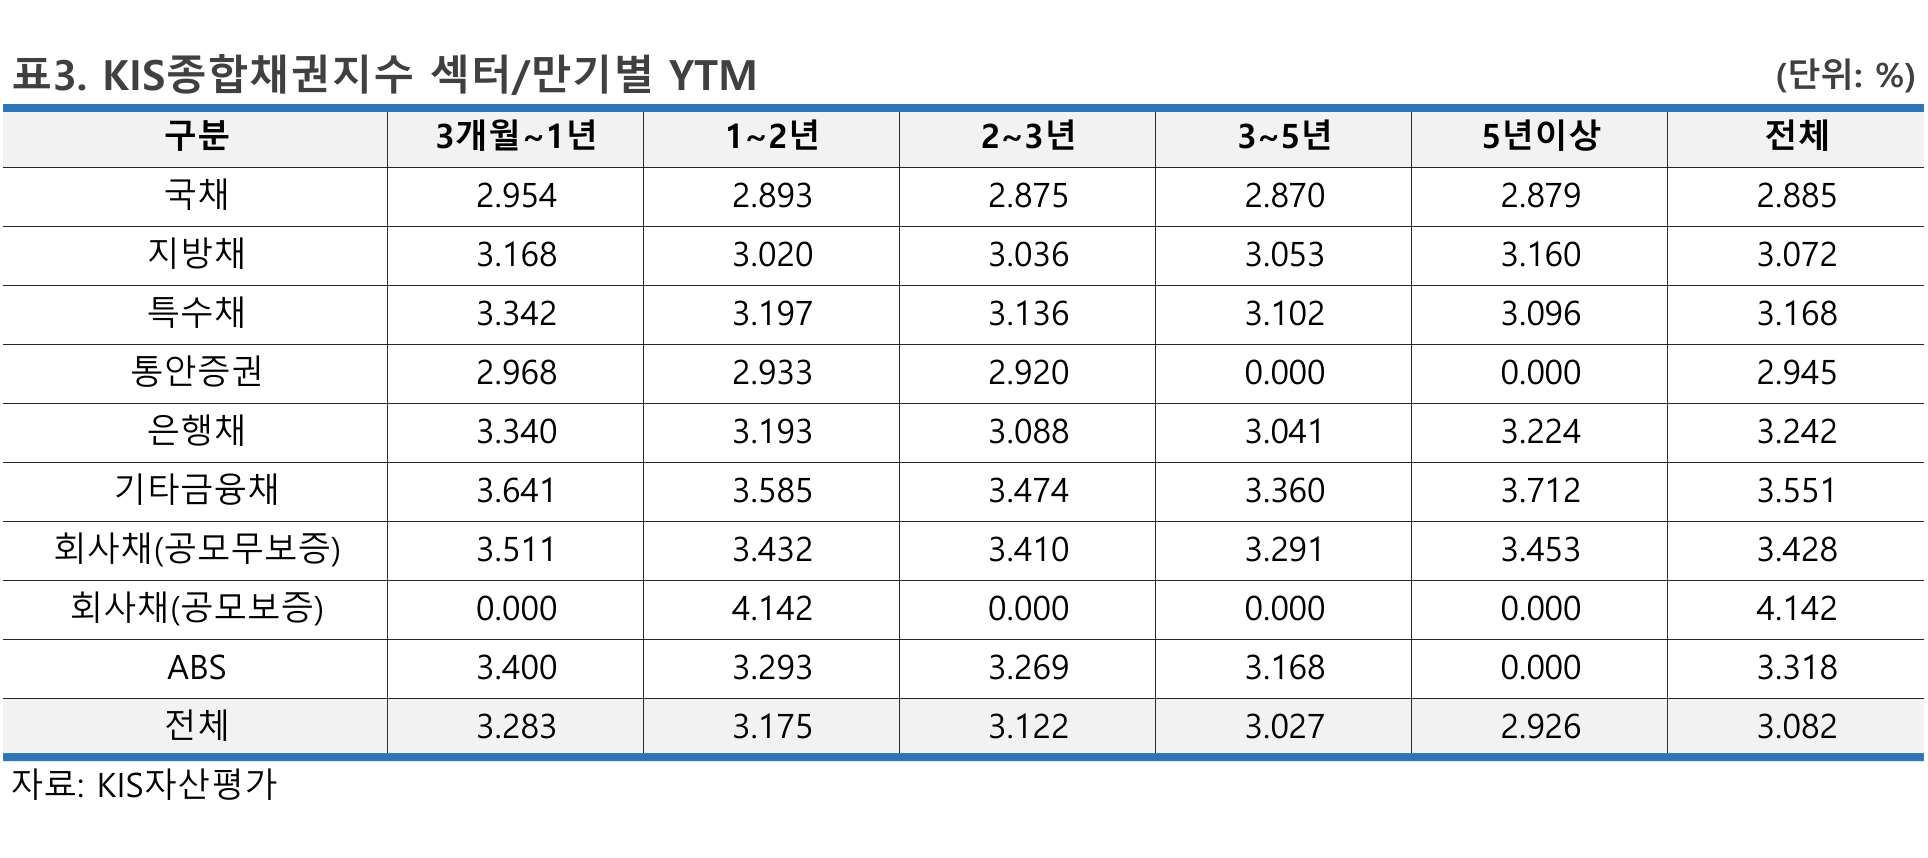 표3. KIS종합채권지수 섹터/만기별 YTM (단위: %)
구분 3개월~1년 1~2년 2~3년 3~5년 5년이상 전체
국채 2.954 2.893 2.875 2.870 2.879 2.885
지방채 3.168 3.020 3.036 3.053 3.160 3.072
특수채 3.342 3.197 3.136 3.102 3.096 3.168
통안증권 2.968 2.933 2.920 0.000 0.000 2.945
은행채 3.340 3.193 3.088 3.041 3.224 3.242
기타금융채 3.641 3.585 3.474 3.360 3.712 3.551
회사채(공모무보증) 3.511 3.432 3.410 3.291 3.453 3.428
회사채(공모보증) 0.000 4.142 0.000 0.000 0.000 4.142
ABS 3.400 3.293 3.269 3.168 0.000 3.318
전체 3.283 3.175 3.122 3.027 2.926 3.082
자료: KIS자산평가